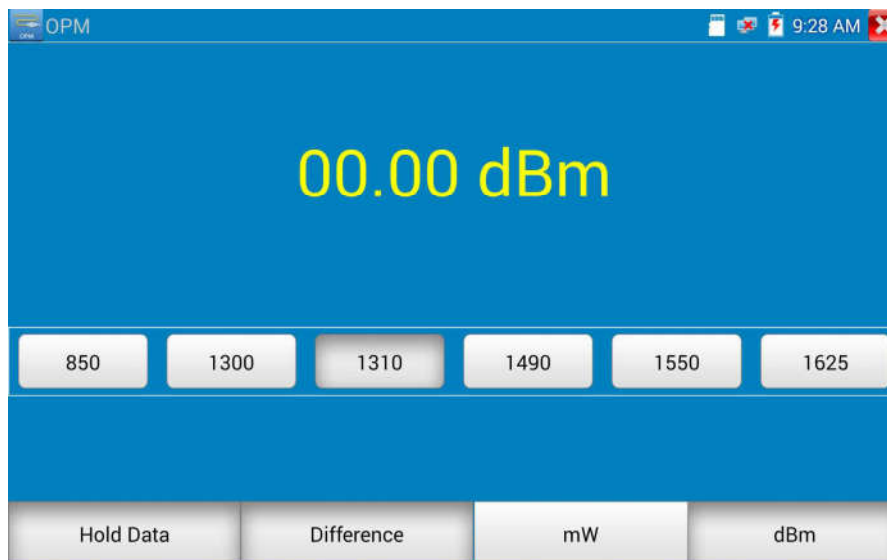 OPM
9:28 AM
00.00 dBm
850 1300 1310 1490 1550 1625
Hold Data Difference mW dBm